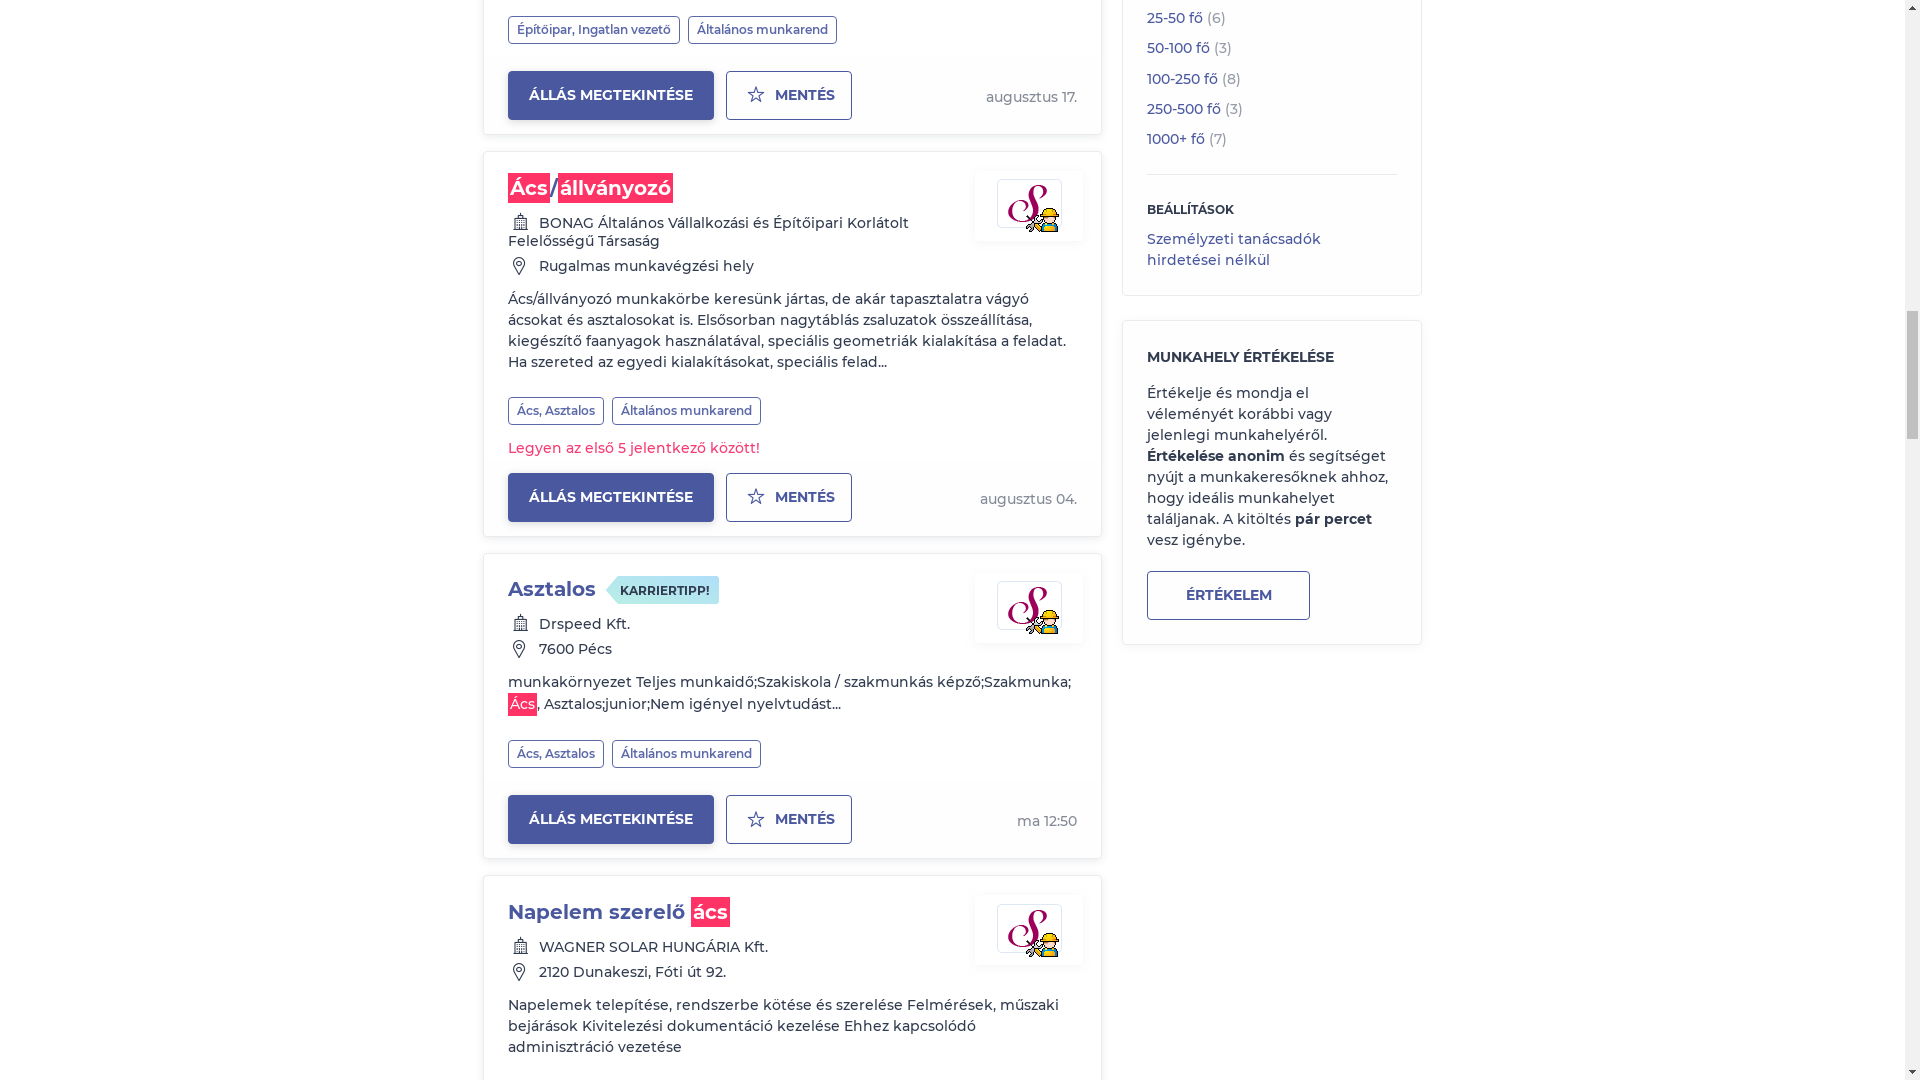 Építőipar, Ingatlan vezető
Általános munkarend
ÁLLÁS MEGTEKINTÉSE
MENTÉS
augusztus 17.
Ács/állványozó
BONAG Általános Vállalkozási és Építőipari Korlátolt
Felelősségű Társaság
Rugalmas munkavégzési hely
Ács/állványozó munkakörbe keresünk jártas, de akár tapasztalatra vágyó
ácsokat és asztalosokat is. Elsősorban nagytáblás zsaluzatok összeállítása,
kiegészítő faanyagok használatával, speciális geometriák kialakítása a feladat.
Ha szereted az egyedi kialakításokat, speciális felad...
Ács, Asztalos
Általános munkarend
Legyen az első 5 jelentkező között!
ÁLLÁS MEGTEKINTÉSE
MENTÉS
augusztus 04.
Asztalos
KARRIERTIPP!
Drspeed Kft.
7600 Pécs
munkakörnyezet Teljes munkaidő;Szakiskola / szakmunkás képző;Szakmunka;
Ács, Asztalos;junior;Nem igényel nyelvtudást...
Ács, Asztalos
Általános munkarend
ÁLLÁS MEGTEKINTÉSE
MENTÉS
ma 12:50
Napelem szerelő ács
WAGNER SOLAR HUNGÁRIA Kft.
2120 Dunakeszi, Fóti út 92.
Napelemek telepítése, rendszerbe kötése és szerelése Felmérések, műszaki
bejárások Kivitelezési dokumentáció kezelése Ehhez kapcsolódó
adminisztráció vezetése
25-50 fő (6)
50-100 fő (3)
100-250 fő (8)
250-500 fő (3)
1000+ fő (7)
BEÁLLÍTÁSOK
Személyzeti tanácsadók
hirdetései nélkül
MUNKAHELY ÉRTÉKELÉSE
Értékelje és mondja el
véleményét korábbi vagy
jelenlegi munkahelyéről.
Értékelése anonim és segítséget
nyújt a munkakeresőknek ahhoz,
hogy ideális munkahelyet
találjanak. A kitöltés pár percet
vesz igénybe.
ÉRTÉKELEM